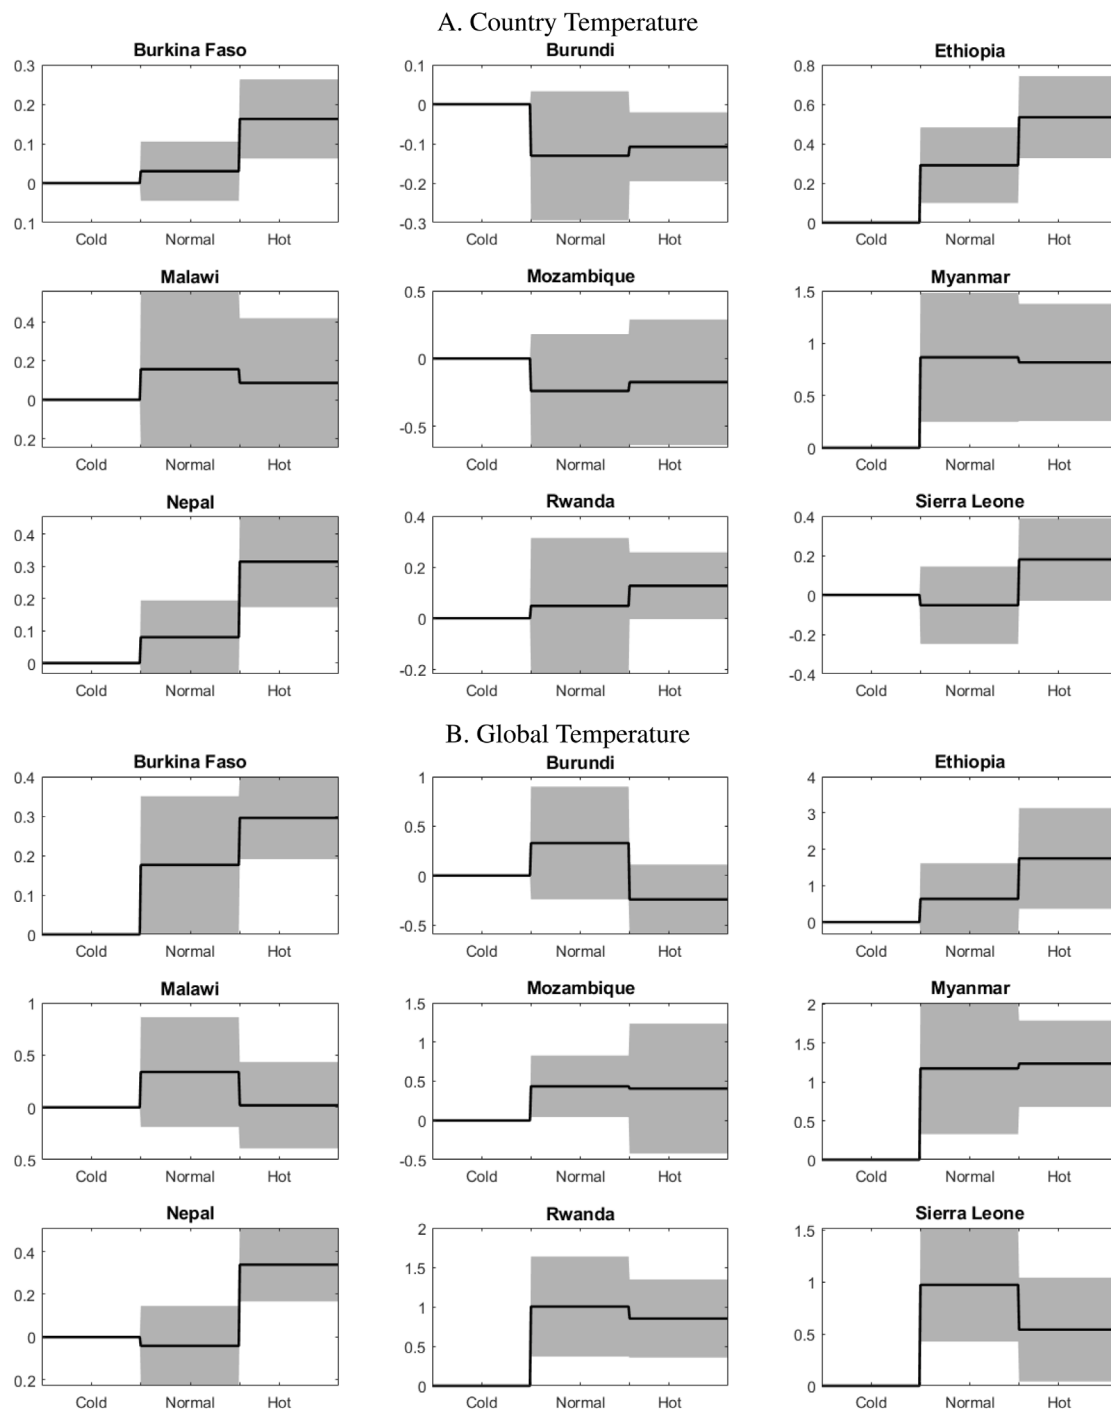 A. Country Temperature
Burkina Faso Burundi Ethiopia
0.3 0.1 0.8
0.2 0 0.6
0.1 -0.1 0.4
0 -0.2 0.2
0.1 -0.3 0
Cold Normal Hot Cold Normal Hot Cold Normal Hot
Malawi Mozambique Myanmar
0.4 0.5 1.5
0.2 0 1
0 -0.5 0.5
0.2 0
Cold Normal Hot Cold Normal Hot Cold Normal Hot
Nepal Rwanda Sierra Leone
0.4 0.4 0.4
0.3 0.2 0.2
0.2 0 0
0.1 -0.2 -0.2
0 -0.4
Cold Normal Hot Cold Normal Hot Cold Normal Hot
B. Global Temperature
Burkina Faso Burundi Ethiopia
0.4 1 4
0.3 0.5 3
0.2 0 2
0.1 -0.5 1
0 0
Cold Normal Hot Cold Normal Hot Cold Normal Hot
Malawi Mozambique Myanmar
1 1.5 2
0.5 1 1.5
0 0.5 1
0.5 0 0.5
-0.5 0
Cold Normal Hot Cold Normal Hot Cold Normal Hot
Nepal Rwanda Sierra Leone
0.4 2 1.5
0.2 1.5 1
0 1 0.5
0.2 0.5 0
0
Cold Normal Hot Cold Normal Hot Cold Normal Hot